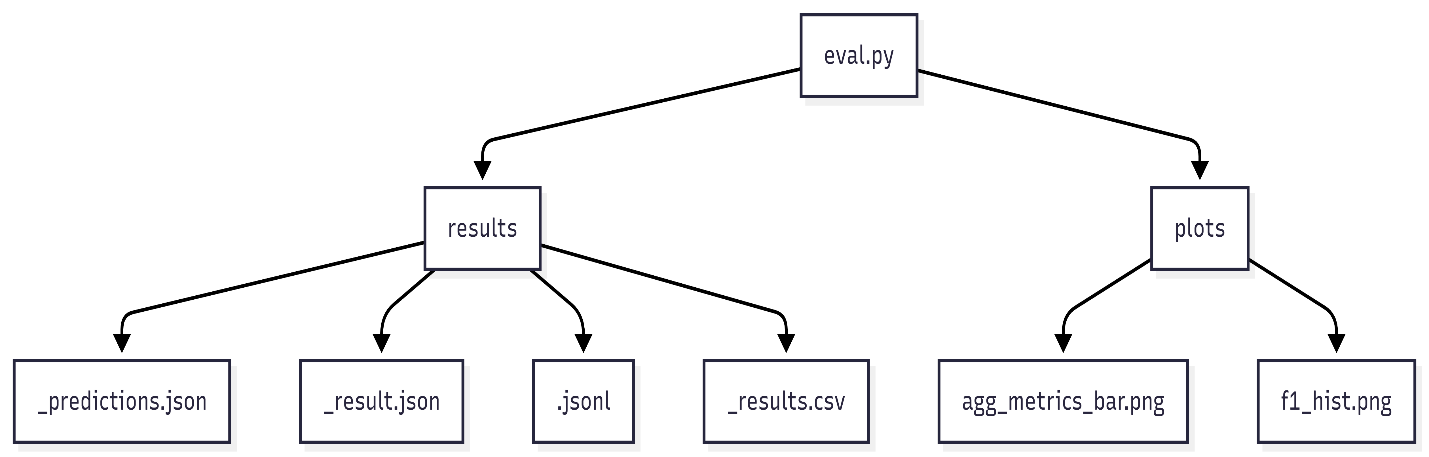 eval.py
results
plots
_predictions.json
_result.json
.jsonl
_results.csv
agg_metrics_bar.png
f1_hist.png